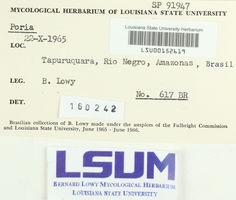 SP 91947
MYCOLOGICAL HERBARIUM OF LOUISIANA STATE UNIVERSITY
Poria
22-X-1965
Louisiana State University Herbarium
LSU00152619
LOC.
Tapuruquara, Rio Negro, Amazonas, Brasil
LEG. B. Lowy
No. 617 BR
DET.
160242
Brazilian collections of B. Lowy made under the auspices of the Fulbright Commission
and Louisiana State University, June 1965 - June 1966.
LSUM
BERNARD LOWY MYCOLOGICAL HERBARIUM
LOUISIANA STATE UNIVERSITY